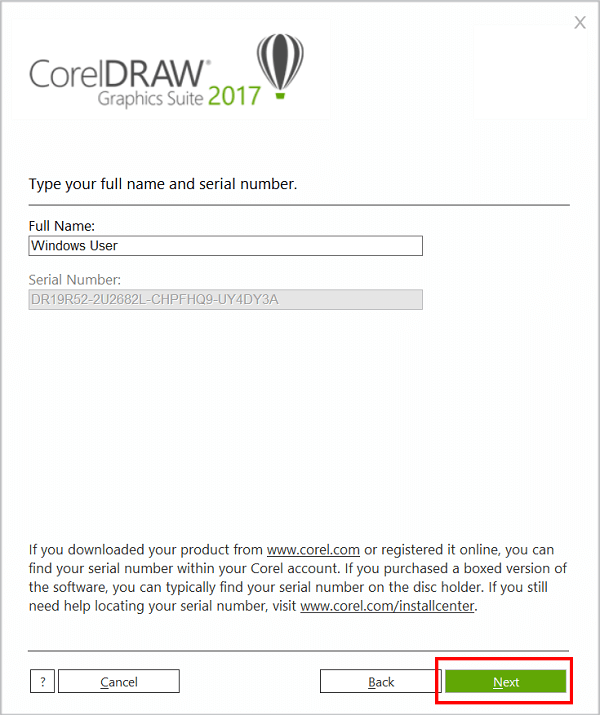 X
CorelDRAW®
Graphics Suite 2017
Type your full name and serial number.
Full Name:
Windows User
Serial Number:
DR19R52-2U2682L-CHPFHQ9-UY4DY3A
If you downloaded your product from www.corel.com or registered it online, you can
find your serial number within your Corel account. If you purchased a boxed version of
the software, you can typically find your serial number on the disc holder. If you still
need help locating your serial number, visit www.corel.com/installcenter.
? Cancel Back Next